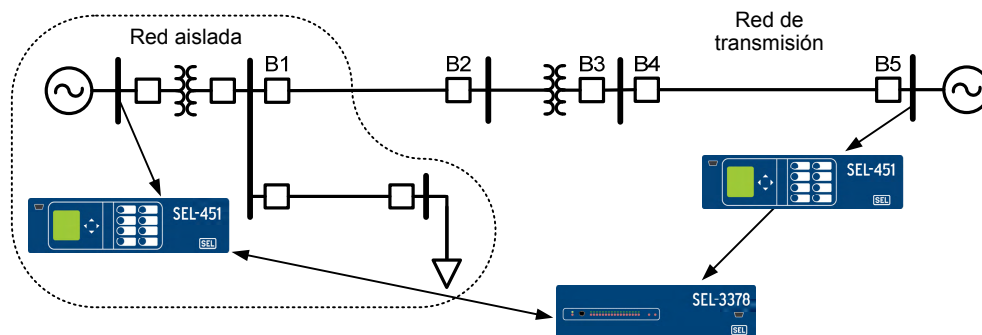 Red aislada
Red de
transmisión
B1
B2
B3
B4
B5
SEL-451
SEL
SEL-451
SEL
SEL-3378
SEL